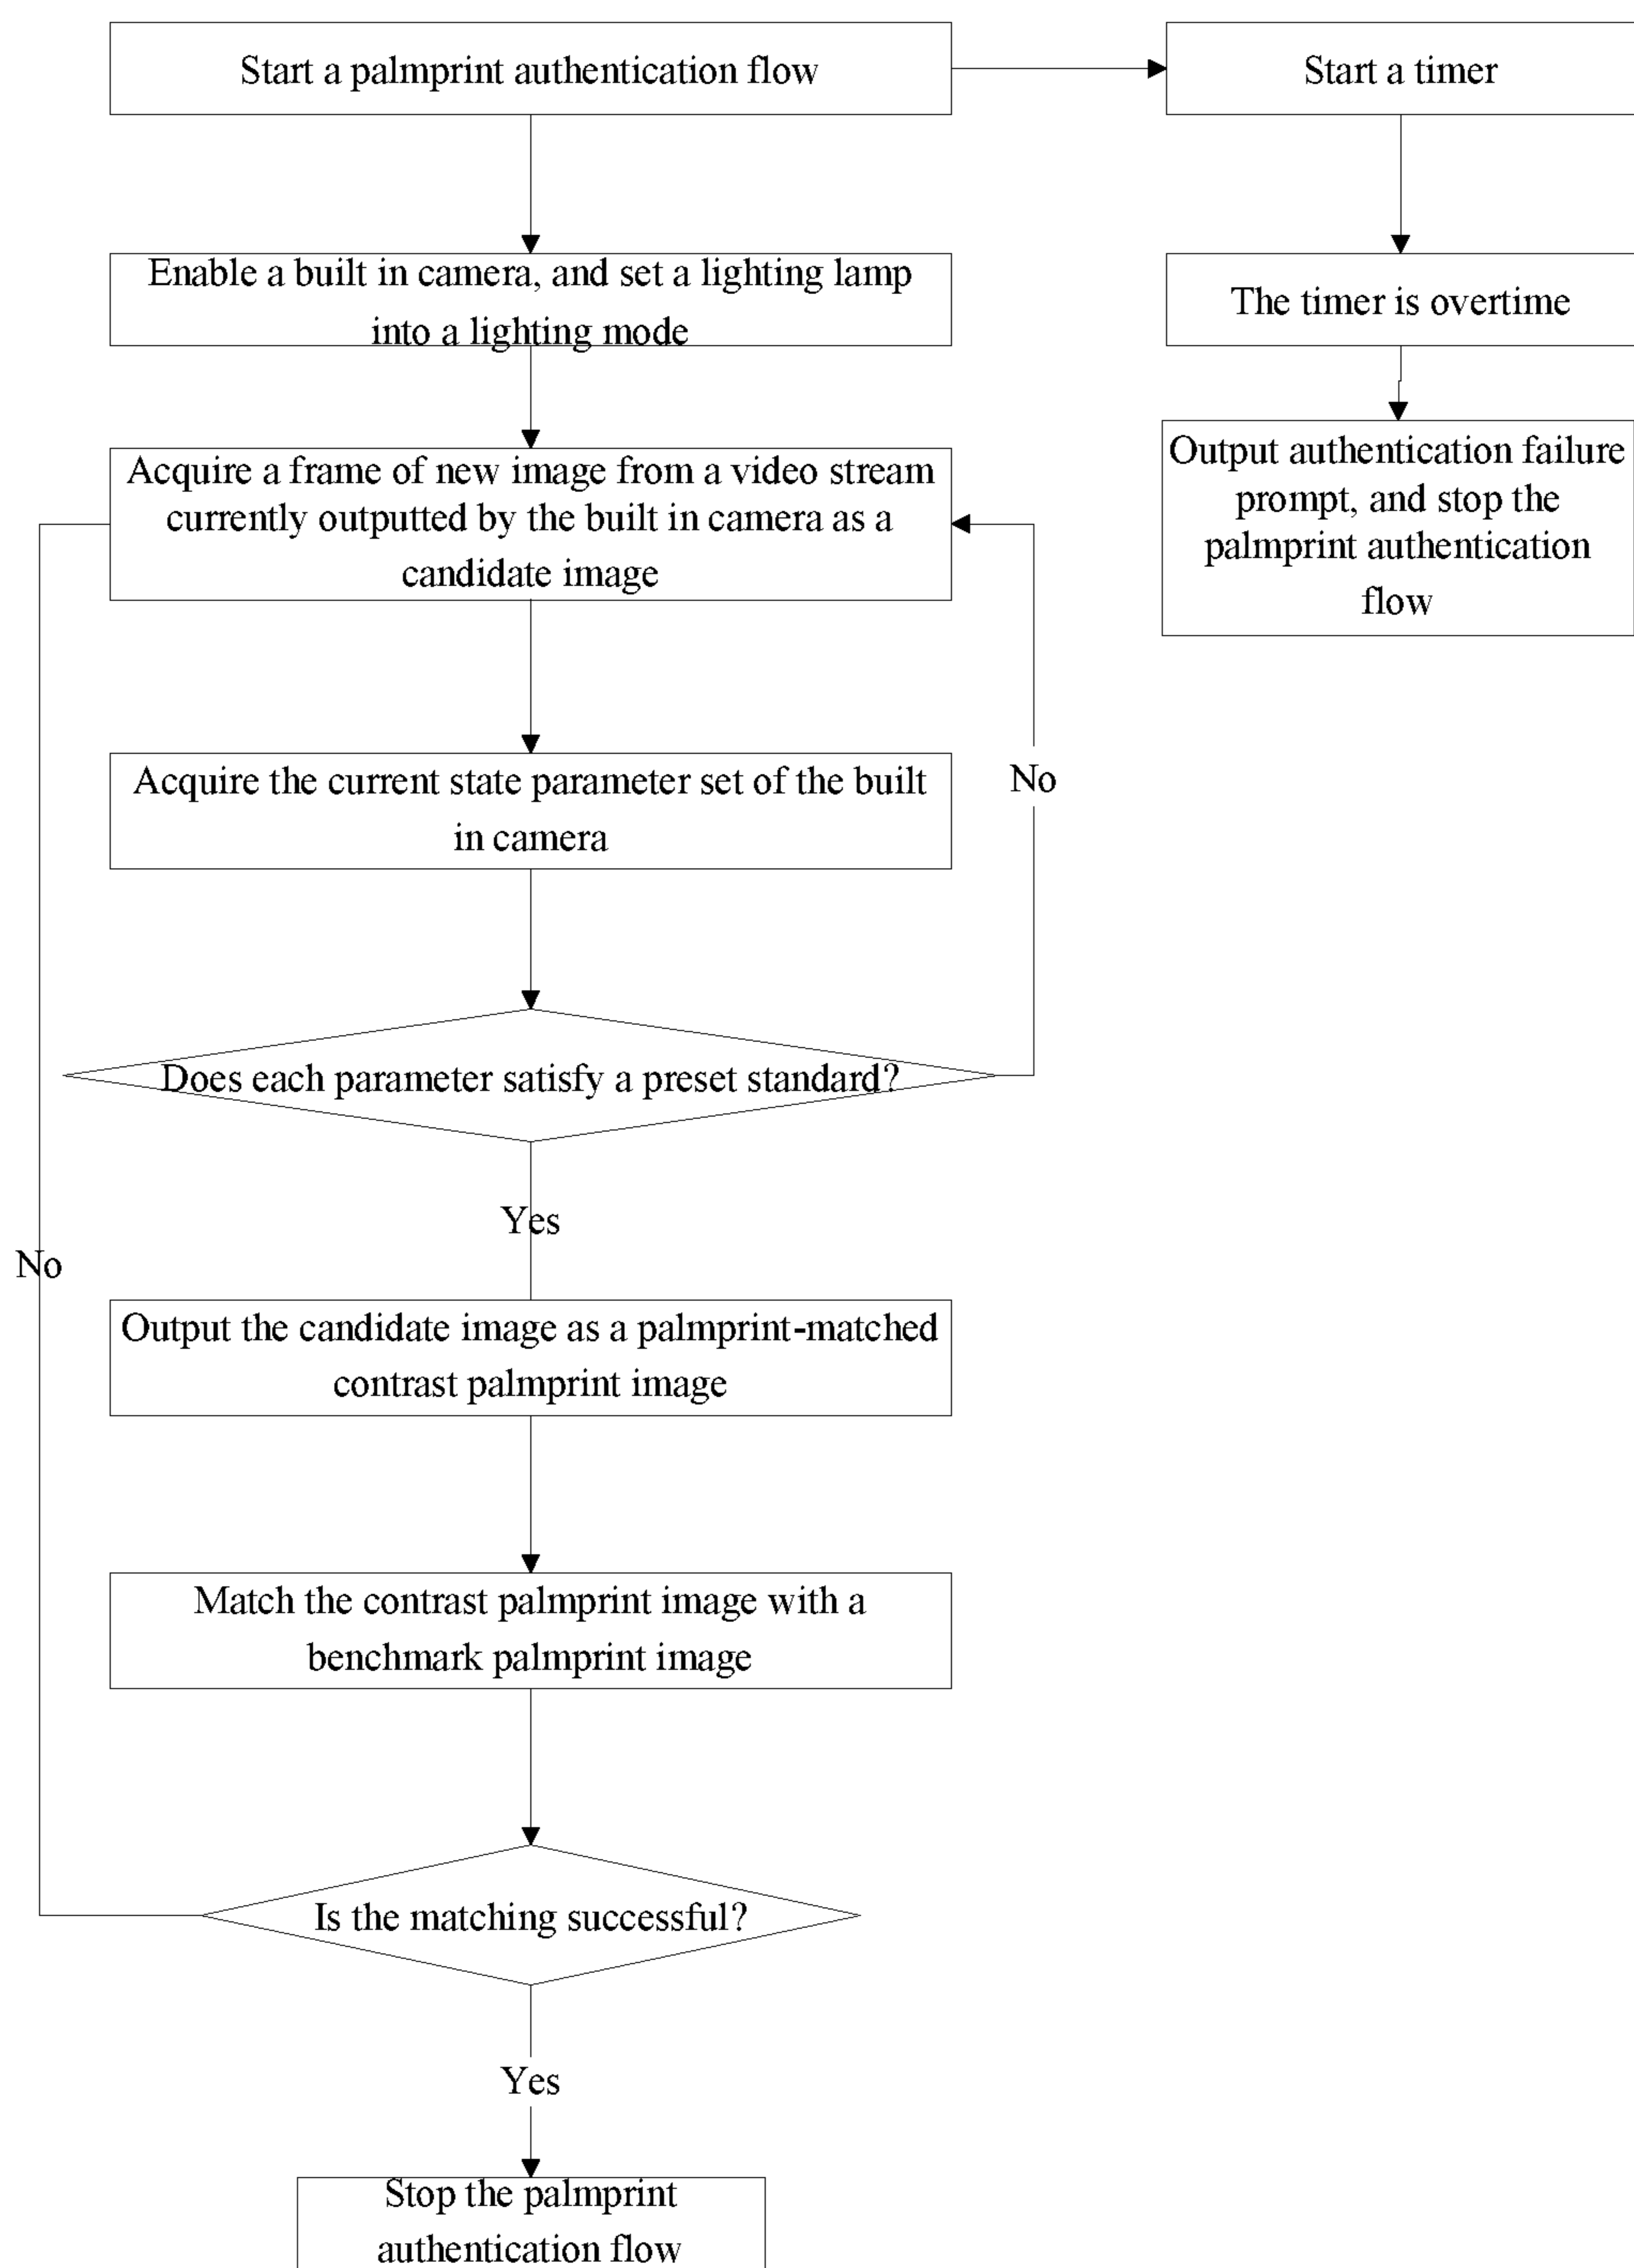 Start a palmprint authentication flow
Start a timer
Enable a built in camera, and set a lighting lamp
into a lighting mode
The timer is overtime
Acquire a frame of new image from a video stream
currently outputted by the built in camera as a
candidate image
Output authentication failure
prompt, and stop the
palmprint authentication
flow
Acquire the current state parameter set of the built
in camera
No
Does each parameter satisfy a preset standard?
Yes
No
Output the candidate image as a palmprint-matched
contrast palmprint image
Match the contrast palmprint image with a
benchmark palmprint image
Is the matching successful?
Yes
Stop the palmprint
authentication flow